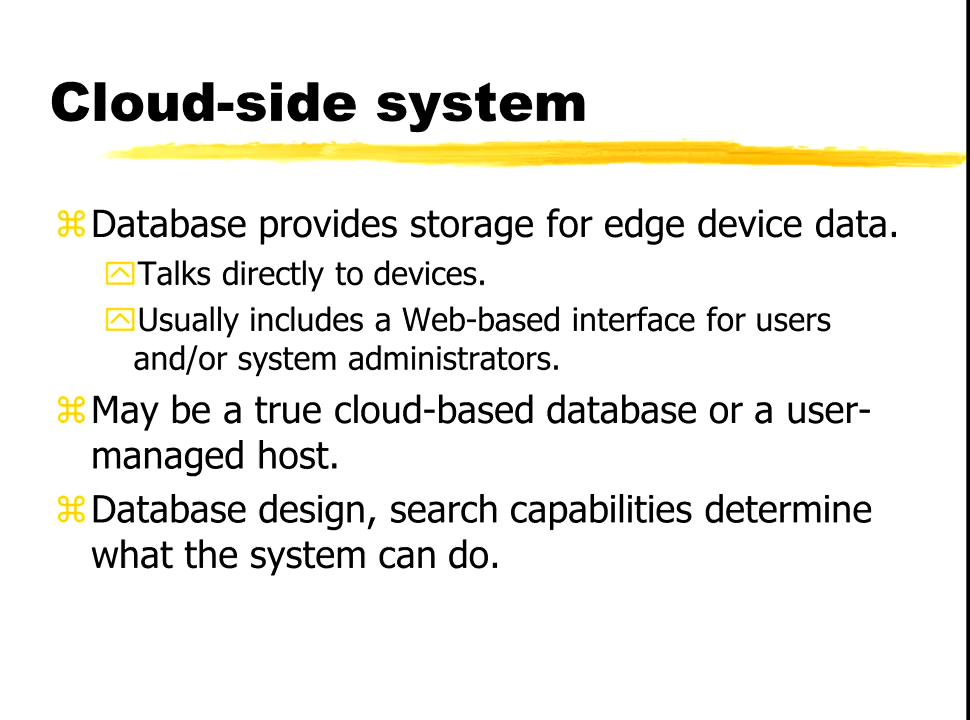 Cloud-side system
⌘Database provides storage for edge device data.
Talks directly to devices.
Usually includes a Web-based interface for users
and/or system administrators.
⌘May be a true cloud-based database or a user-
managed host.
⌘Database design, search capabilities determine
what the system can do.